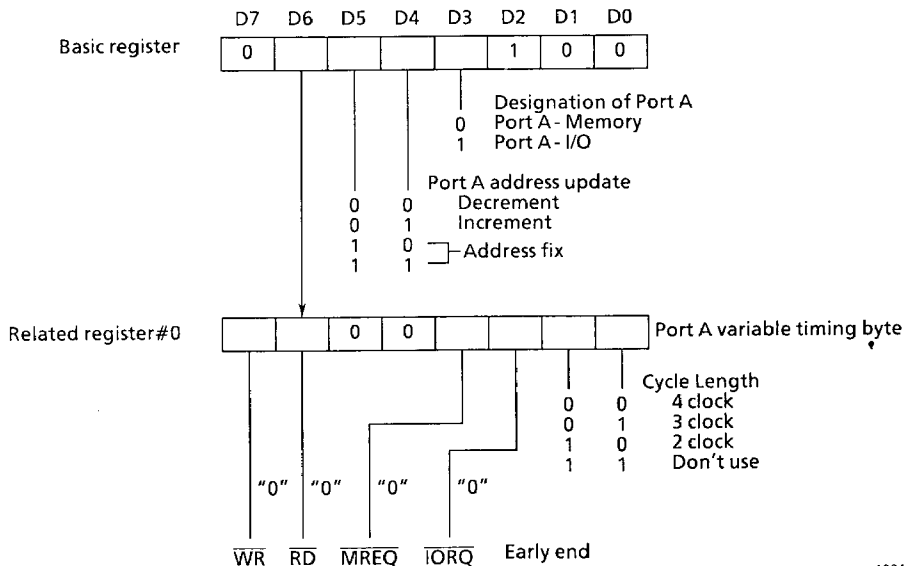 D7 D6 D5 D4 D3 D2 D1 D0
Basic register 0 1 0 0
Designation of Port A
0 Port A - Memory
1 Port A - I/O
Port A address update
0 0 Decrement
0 1 Increment
1 0
Address fix
1 1
Related register#0 0 0 Port A variable timing byte
Cycle Length
0 0 4 clock
0 1 3 clock
1 0 2 clock
1 1 Don't use
"0" "0" "0" "0"
WR RD MREQ IORQ Early end